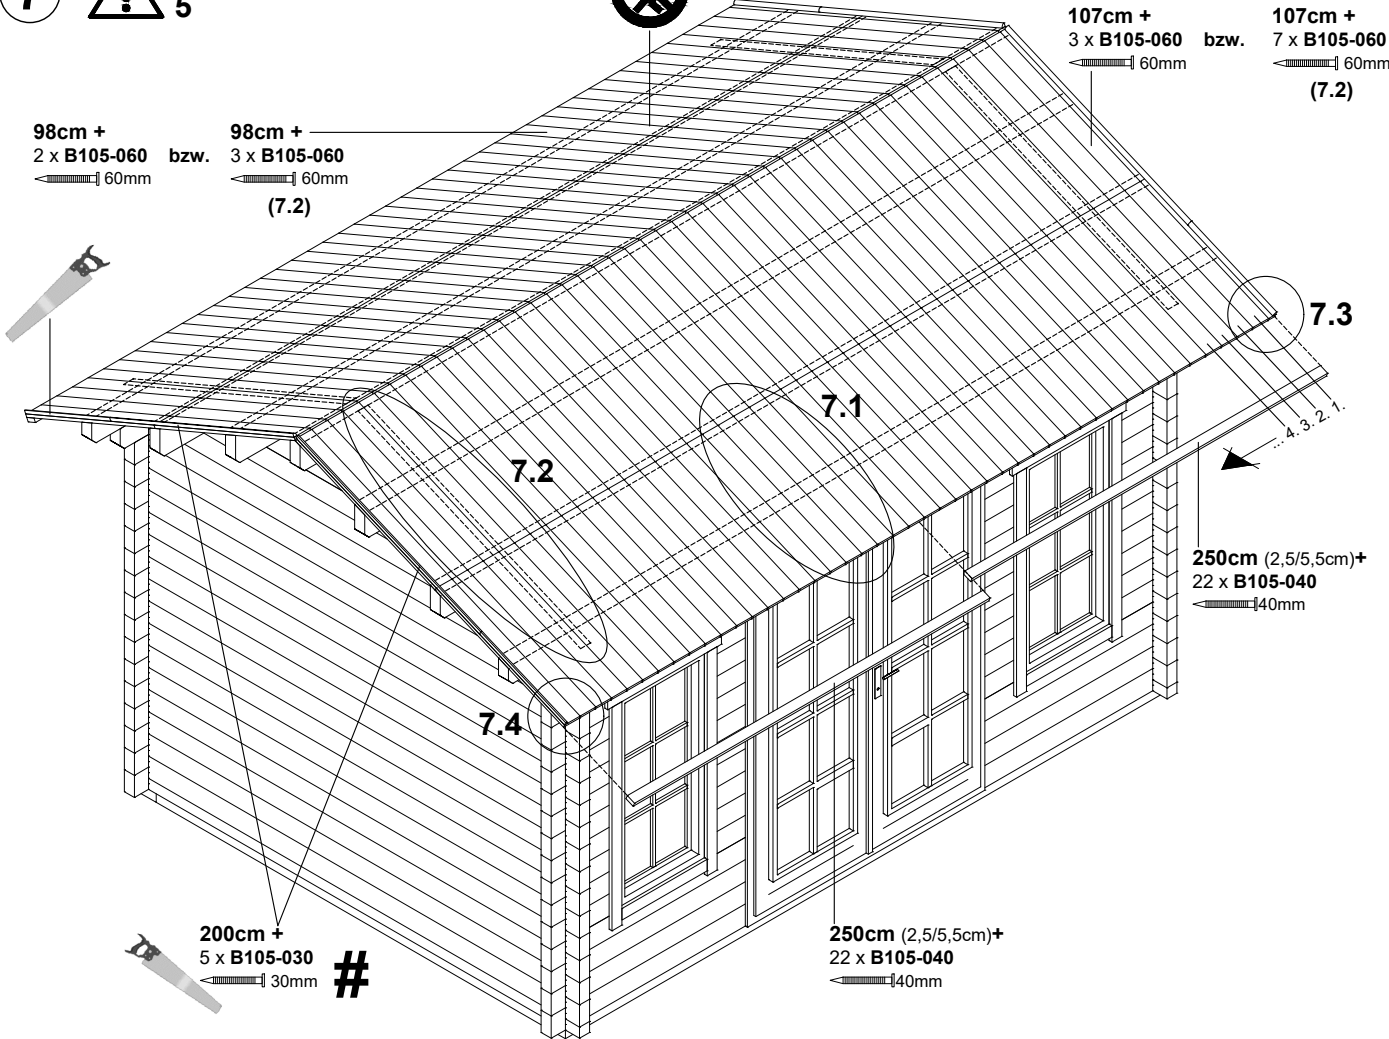 7
5
107cm +
3 x B105-060 bzw.
60mm
107cm +
7 x B105-060
60mm
(7.2)
98cm +
2 x B105-060 bzw.
60mm
98cm +
3 x B105-060
60mm
(7.2)
7.3
7.1
7.2
... 4. 3. 2. 1.
250cm (2,5/5,5cm)+
22 x B105-040
40mm
7.4
200cm +
5 x B105-030
30mm
#
250cm (2,5/5,5cm)+
22 x B105-040
40mm